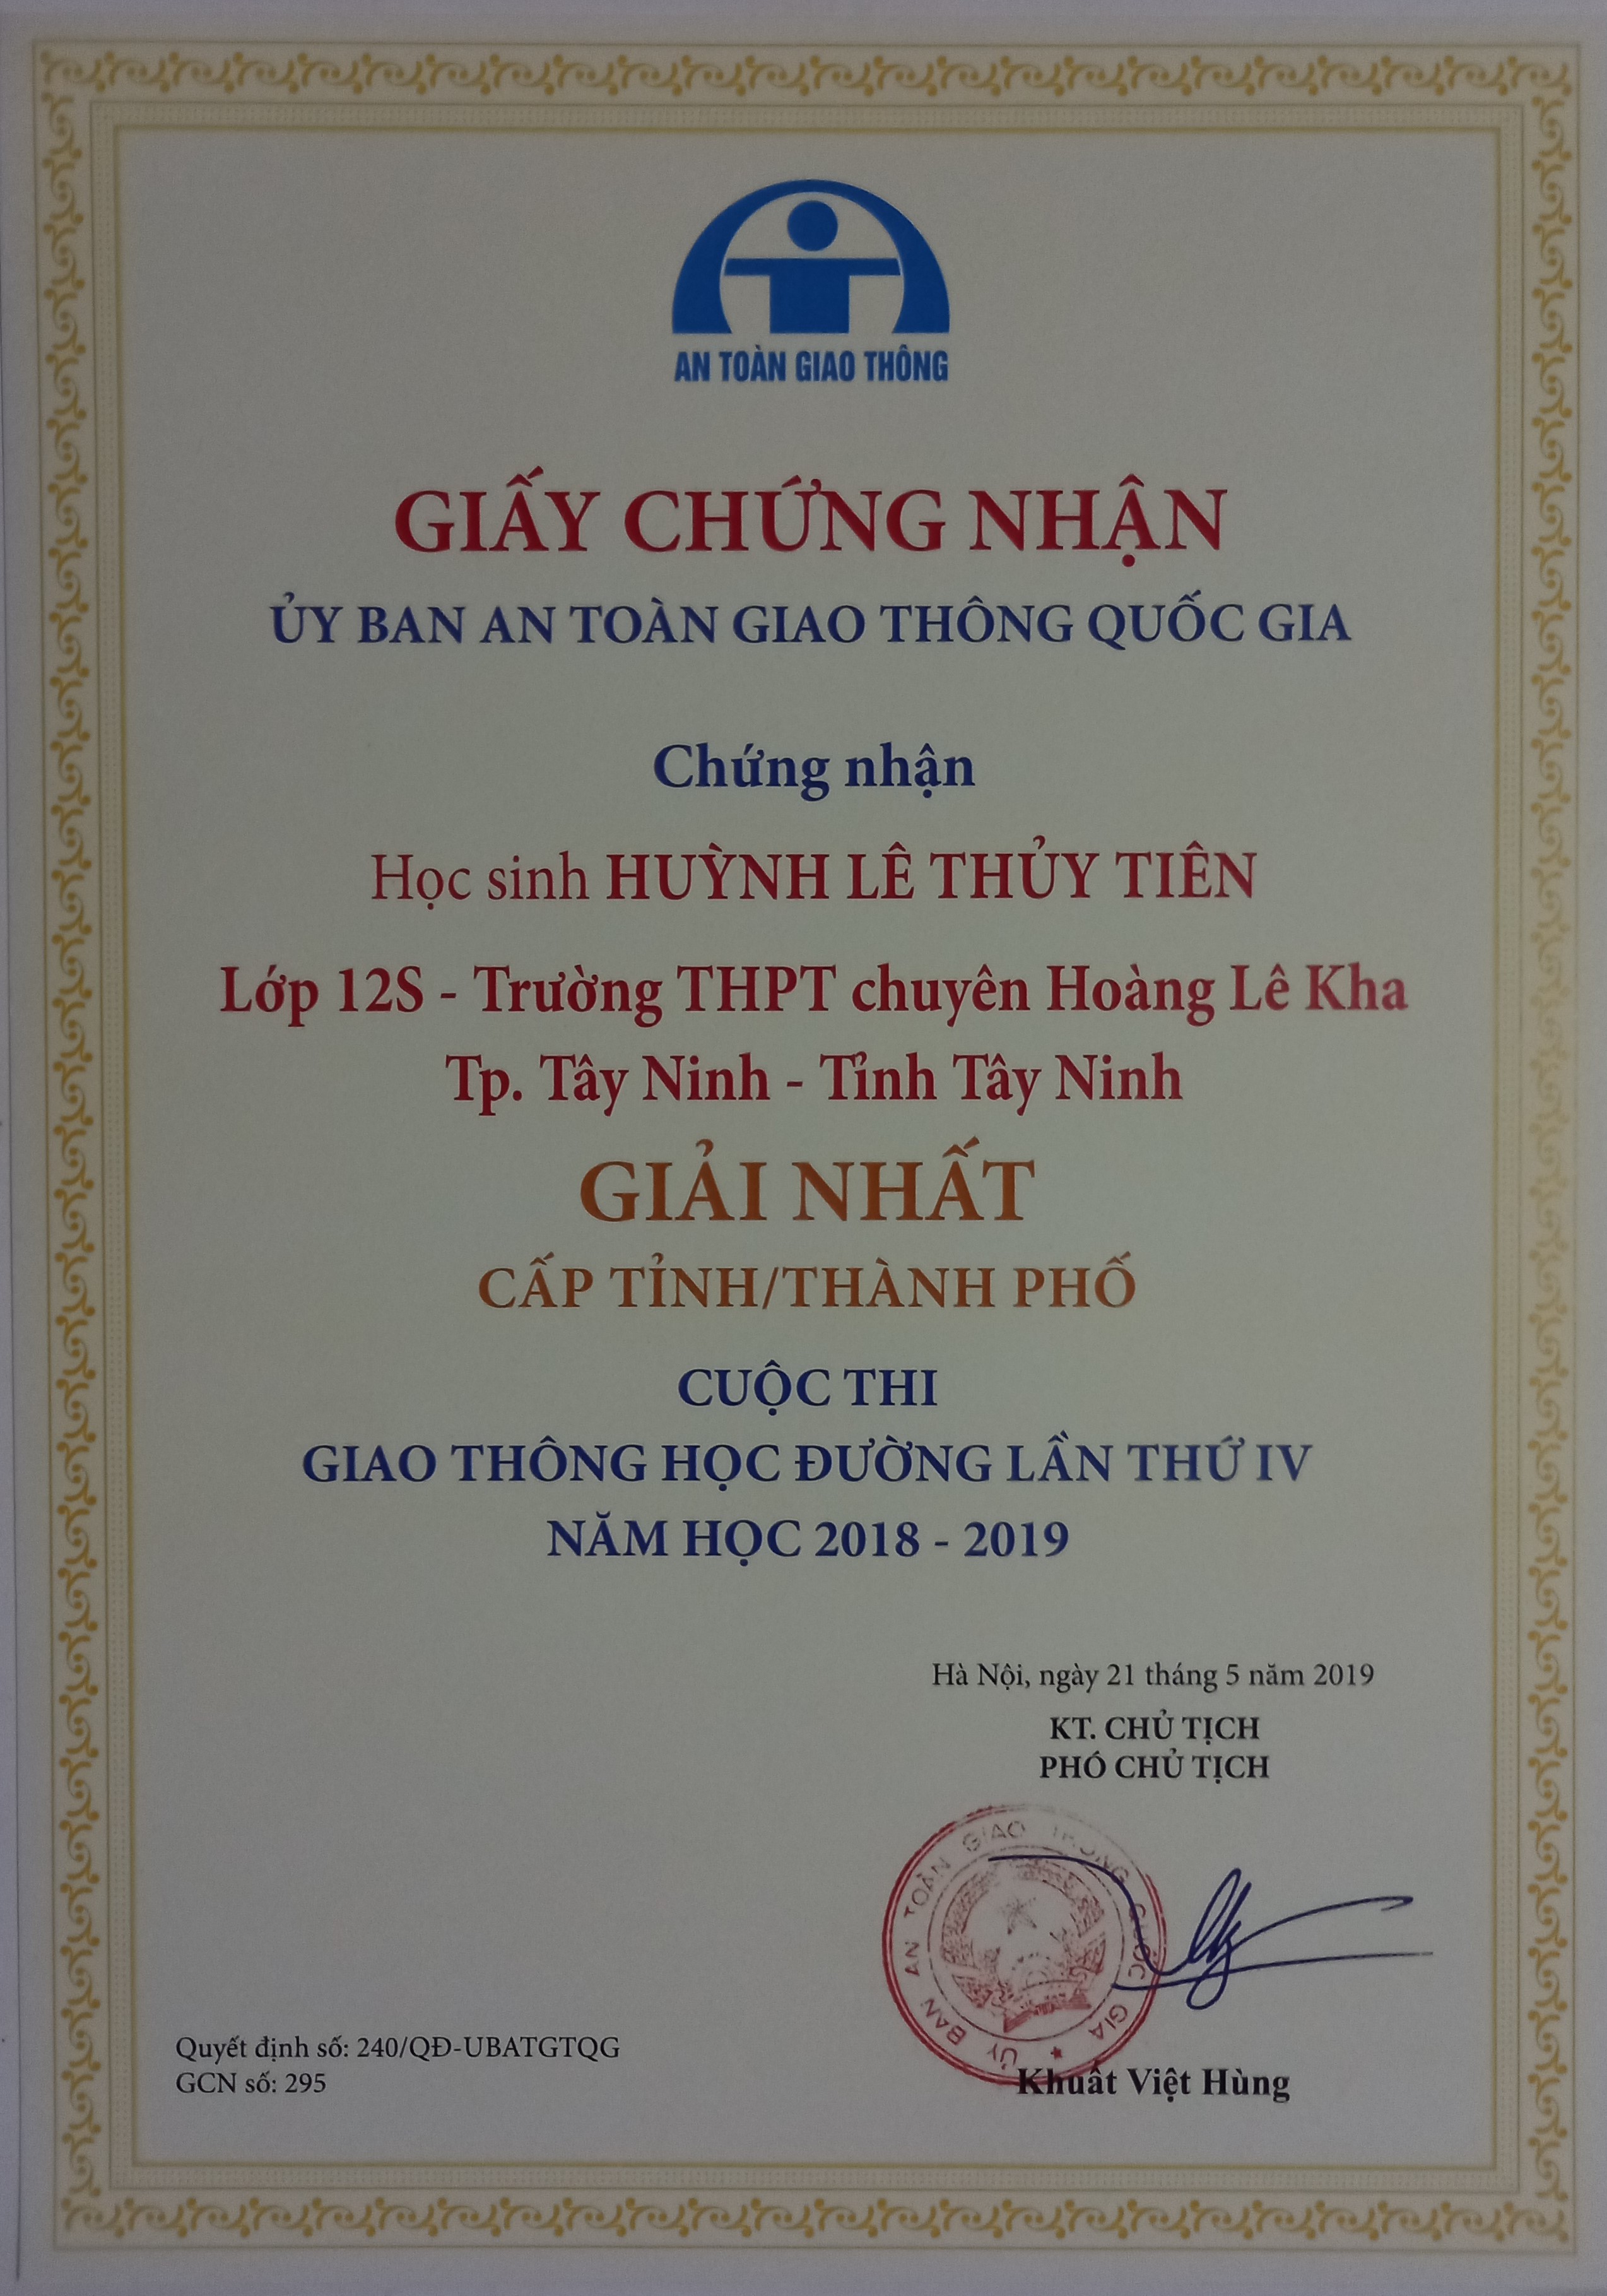 AN TOÀN GIAO THÔNG
GIẤY CHỨNG NHẬN
ỦY BAN AN TOÀN GIAO THÔNG QUỐC GIA
Chứng nhận
Học sinh HUỲNH LÊ THỦY TIÊN
Lớp 12S - Trường THPT chuyên Hoàng Lê Kha
Tp. Tây Ninh - Tỉnh Tây Ninh
GIẢI NHẤT
CẤP TỈNH/THÀNH PHỐ
CUỘC THI
GIAO THÔNG HỌC ĐƯỜNG LẦN THỨ IV
NĂM HỌC 2018 - 2019
Hà Nội, ngày 21 tháng 5 năm 2019
KT. CHỦ TỊCH
PHÓ CHỦ TỊCH
ỦY BAN AN TOÀN GIAO THÔNG QUỐC GIA
Khuất Việt Hùng
Quyết định số: 240/QĐ-UBATGTQG
GCN số: 295